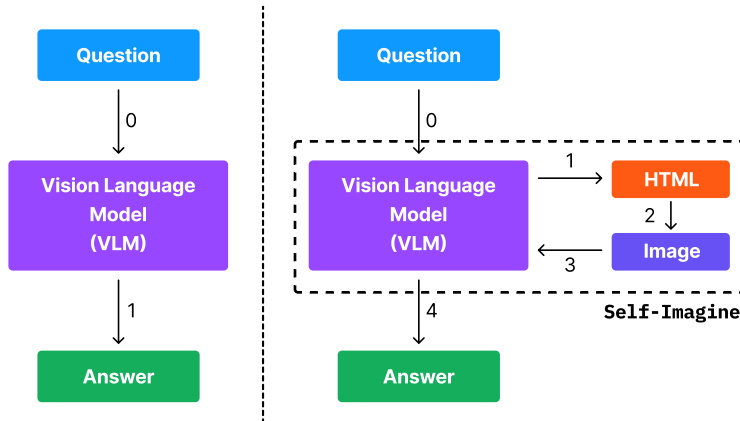 Question
0
Vision Language
Model
(VLM)
1
Answer
Question
0
Vision Language
Model
(VLM)
1
HTML
2
Image
3
Self-Imagine
4
Answer